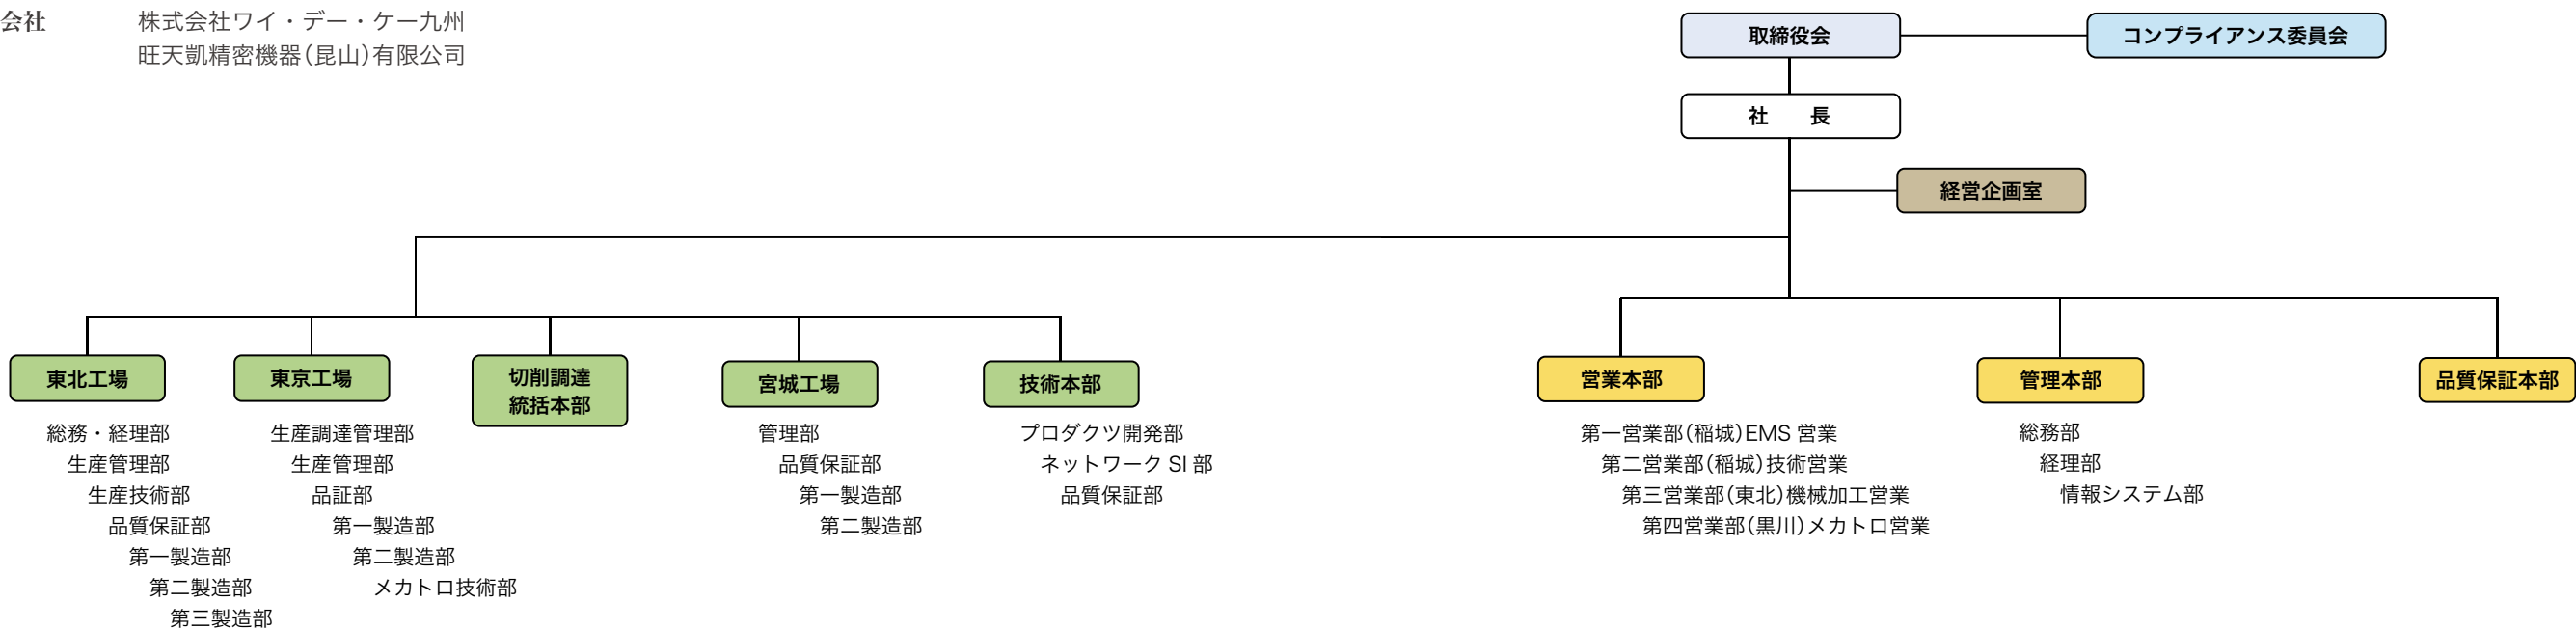 会社
株式会社ワイ・デー・ケー九州
旺天凱精密機器(昆山)有限公司
取締役会
コンプライアンス委員会
社　長
経営企画室
東北工場
総務・経理部
生産管理部
生産技術部
品質保証部
第一製造部
第二製造部
第三製造部
東京工場
生産調達管理部
生産管理部
品証部
第一製造部
第二製造部
メカトロ技術部
切削調達
統括本部
宮城工場
管理部
品質保証部
第一製造部
第二製造部
技術本部
プロダクツ開発部
ネットワーク SI 部
品質保証部
営業本部
第一営業部(稲城)EMS 営業
第二営業部(稲城)技術営業
第三営業部(東北)機械加工営業
第四営業部(黒川)メカトロ営業
管理本部
総務部
経理部
情報システム部
品質保証本部